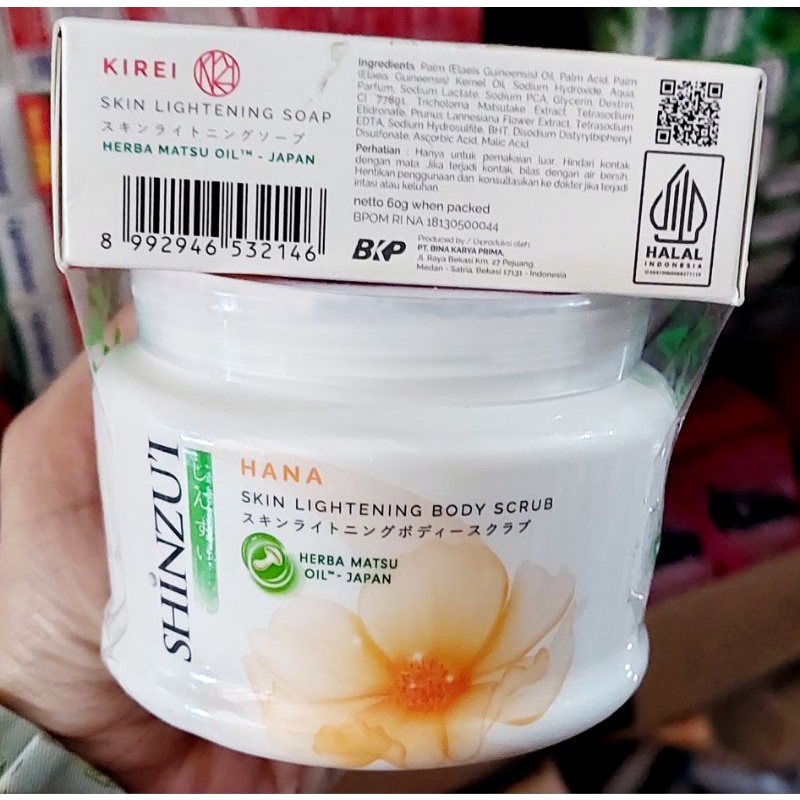 KIREI
SKIN LIGHTENING SOAP
スキンライトニングソープ
HERBA MATSU OIL™ - JAPAN
8 992946 532146
Ingredients: Palm (Elaeis Guineensis) Oil, Palm Acid, Palm
(Elaeis Guineensis) Kernel Oil, Sodium Hydroxide, Aqua,
Parfum, Sodium Lactate, Sodium PCA, Glycerin, Dextrin,
CI 77891, Tricholoma Matsutake Extract, Tetrasodium
Etidronate, Prunus Lannesiana Flower Extract, Tetrasodium
EDTA, Sodium Hydrosulfite, BHT, Disodium Distyrylbiphenyl
Disulfonate, Ascorbic Acid, Malic Acid.
Perhatian : Hanya untuk pemakaian luar. Hindari kontak
dengan mata. Jika terjadi kontak, bilas dengan air bersih.
Hentikan penggunaan dan konsultasikan ke dokter jika terjadi
iritasi atau keluhan.
netto 60g when packed
BPOM RI NA 18130500044
BKP
Produced by / Diproduksi oleh:
PT. BINA KARYA PRIMA,
Jl. Raya Bekasi Km. 27 Pejuang,
Medan - Satria, Bekasi 17131 - Indonesia
HALAL
INDONESIA
SHINZU'I
じんずい
HANA
SKIN LIGHTENING BODY SCRUB
スキンライトニングボディースクラブ
HERBA MATSU
OIL™ - JAPAN